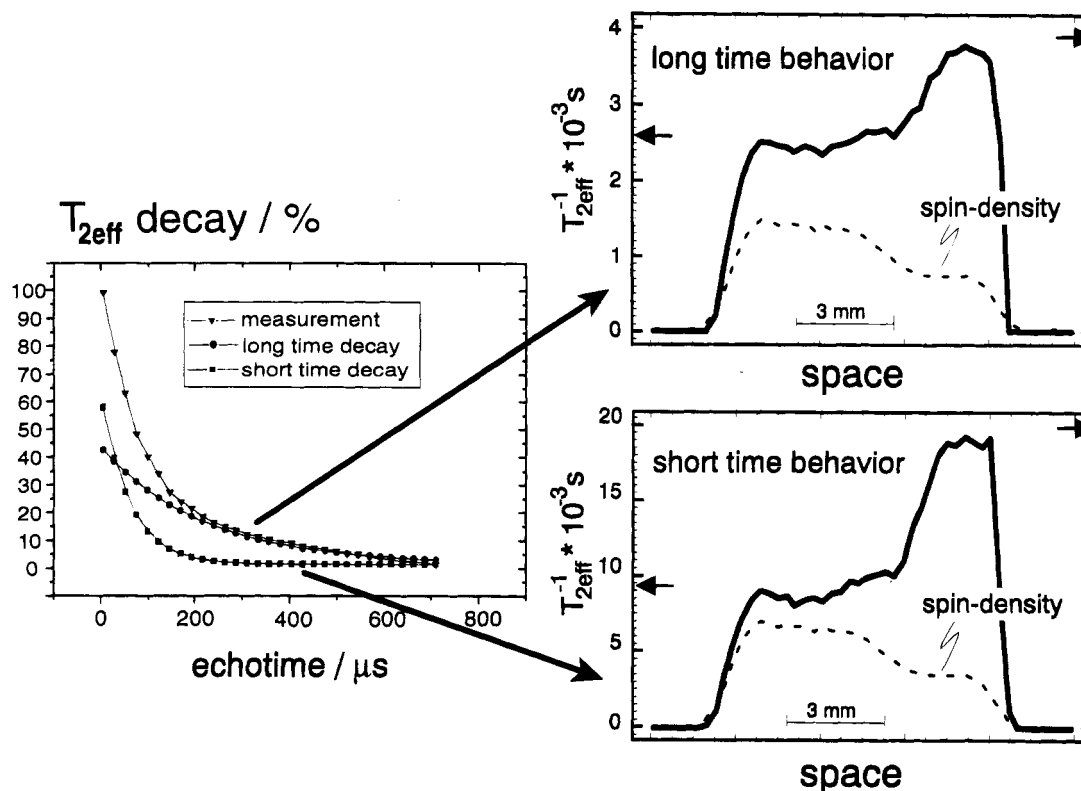 T2eff decay / %
100
90
80
70
60
50
40
30
20
10
0
measurement
long time decay
short time decay
0
200
400
600
800
echotime / µs
4
3
2
1
0
T2eff^-1 * 10^-3 s
long time behavior
spin-density
3 mm
space
20
15
10
5
0
T2eff^-1 * 10^-3 s
short time behavior
spin-density
3 mm
space